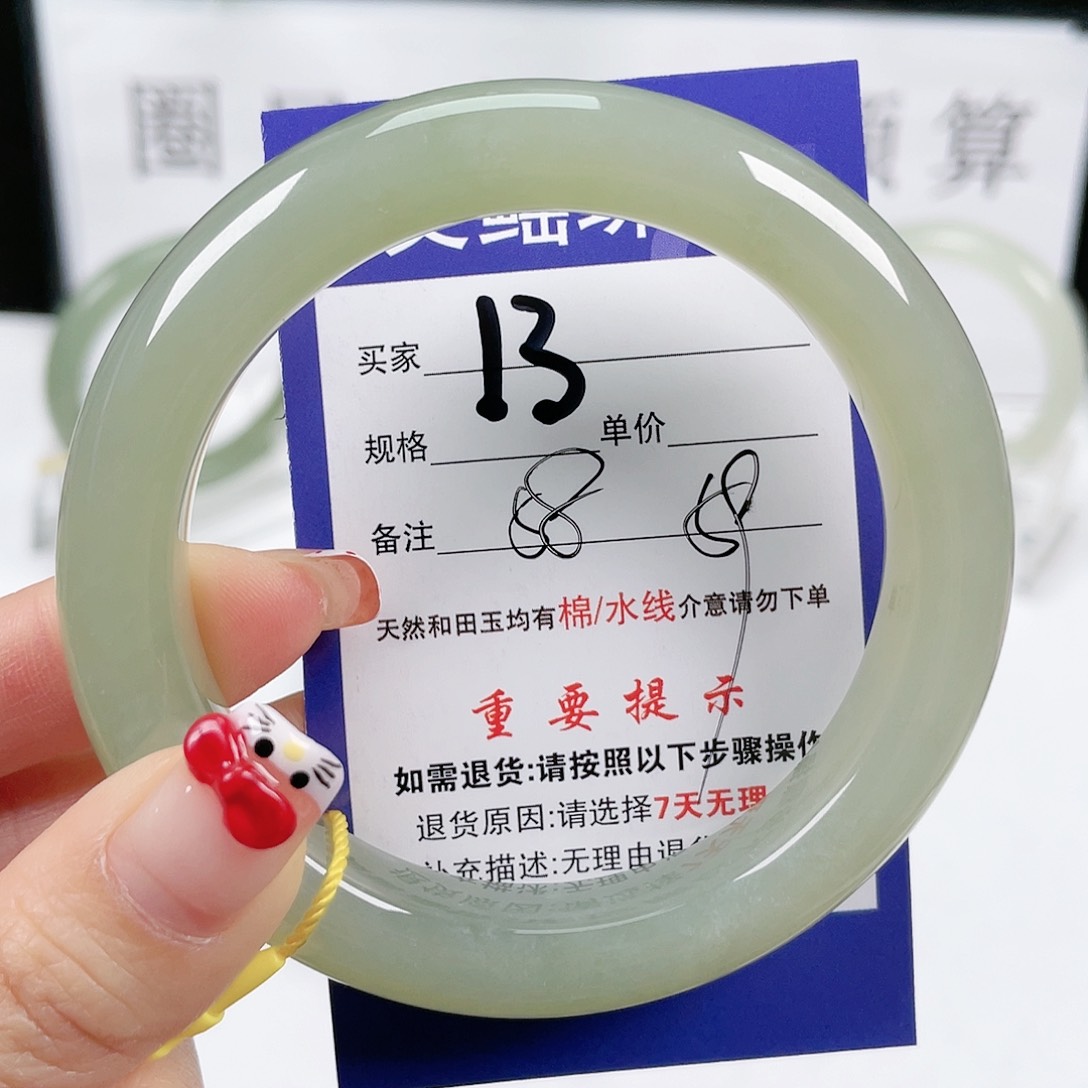 圈 算
买家 13
规格 单价
备注 58
天然和田玉均有棉/水线介意请勿下单
重要提示
如需退货:请按照以下步骤操作
退货原因:请选择7天无理
补充描述:无理由退